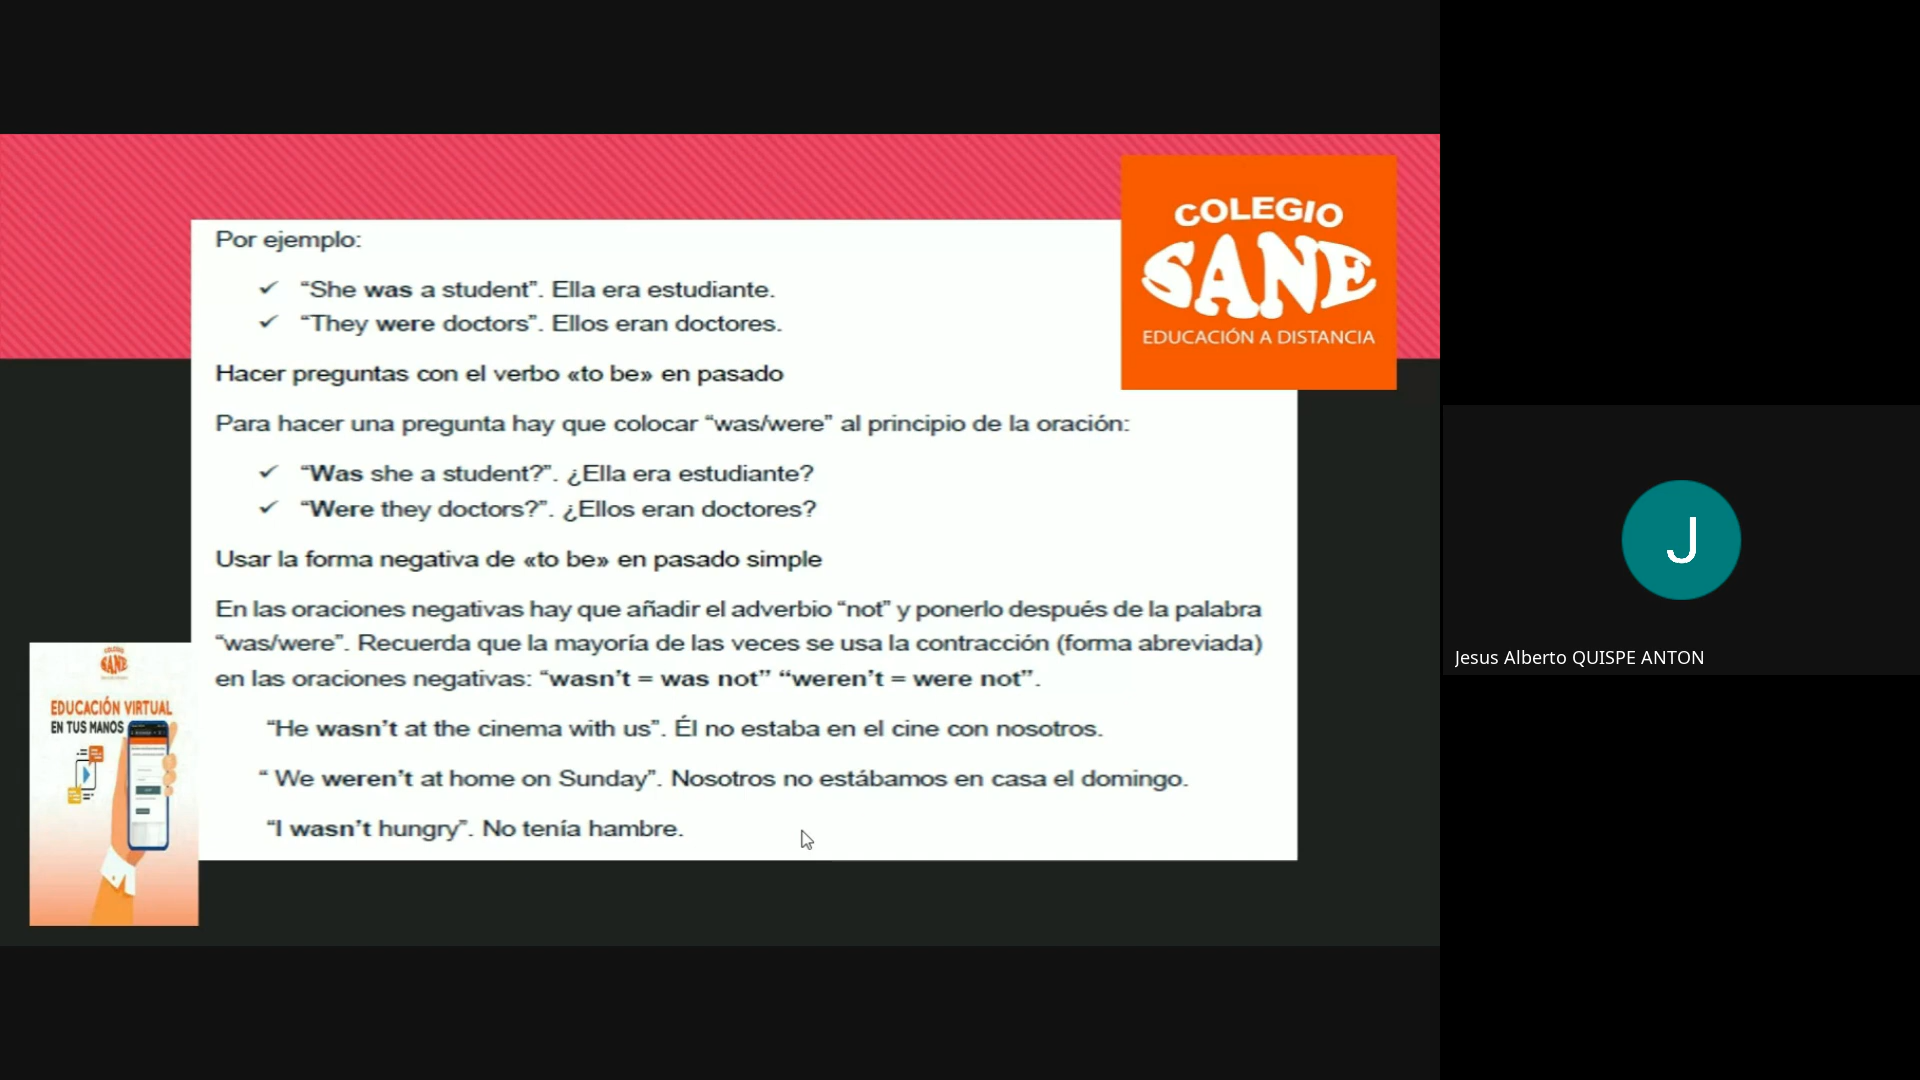 Por ejemplo:
✓ “She was a student”. Ella era estudiante.
✓ “They were doctors”. Ellos eran doctores.
Hacer preguntas con el verbo «to be» en pasado
Para hacer una pregunta hay que colocar “was/were” al principio de la oración:
✓ “Was she a student?”. ¿Ella era estudiante?
✓ “Were they doctors?”. ¿Ellos eran doctores?
Usar la forma negativa de «to be» en pasado simple
En las oraciones negativas hay que añadir el adverbio “not” y ponerlo después de la palabra
“was/were”. Recuerda que la mayoría de las veces se usa la contracción (forma abreviada)
en las oraciones negativas: “wasn’t = was not” “weren’t = were not”.
“He wasn’t at the cinema with us”. Él no estaba en el cine con nosotros.
“ We weren’t at home on Sunday”. Nosotros no estábamos en casa el domingo.
“I wasn’t hungry”. No tenía hambre.
COLEGIO
SANE
EDUCACIÓN A DISTANCIA
COLEGIO
SANE
EDUCACIÓN VIRTUAL
EN TUS MANOS
J
Jesus Alberto QUISPE ANTON